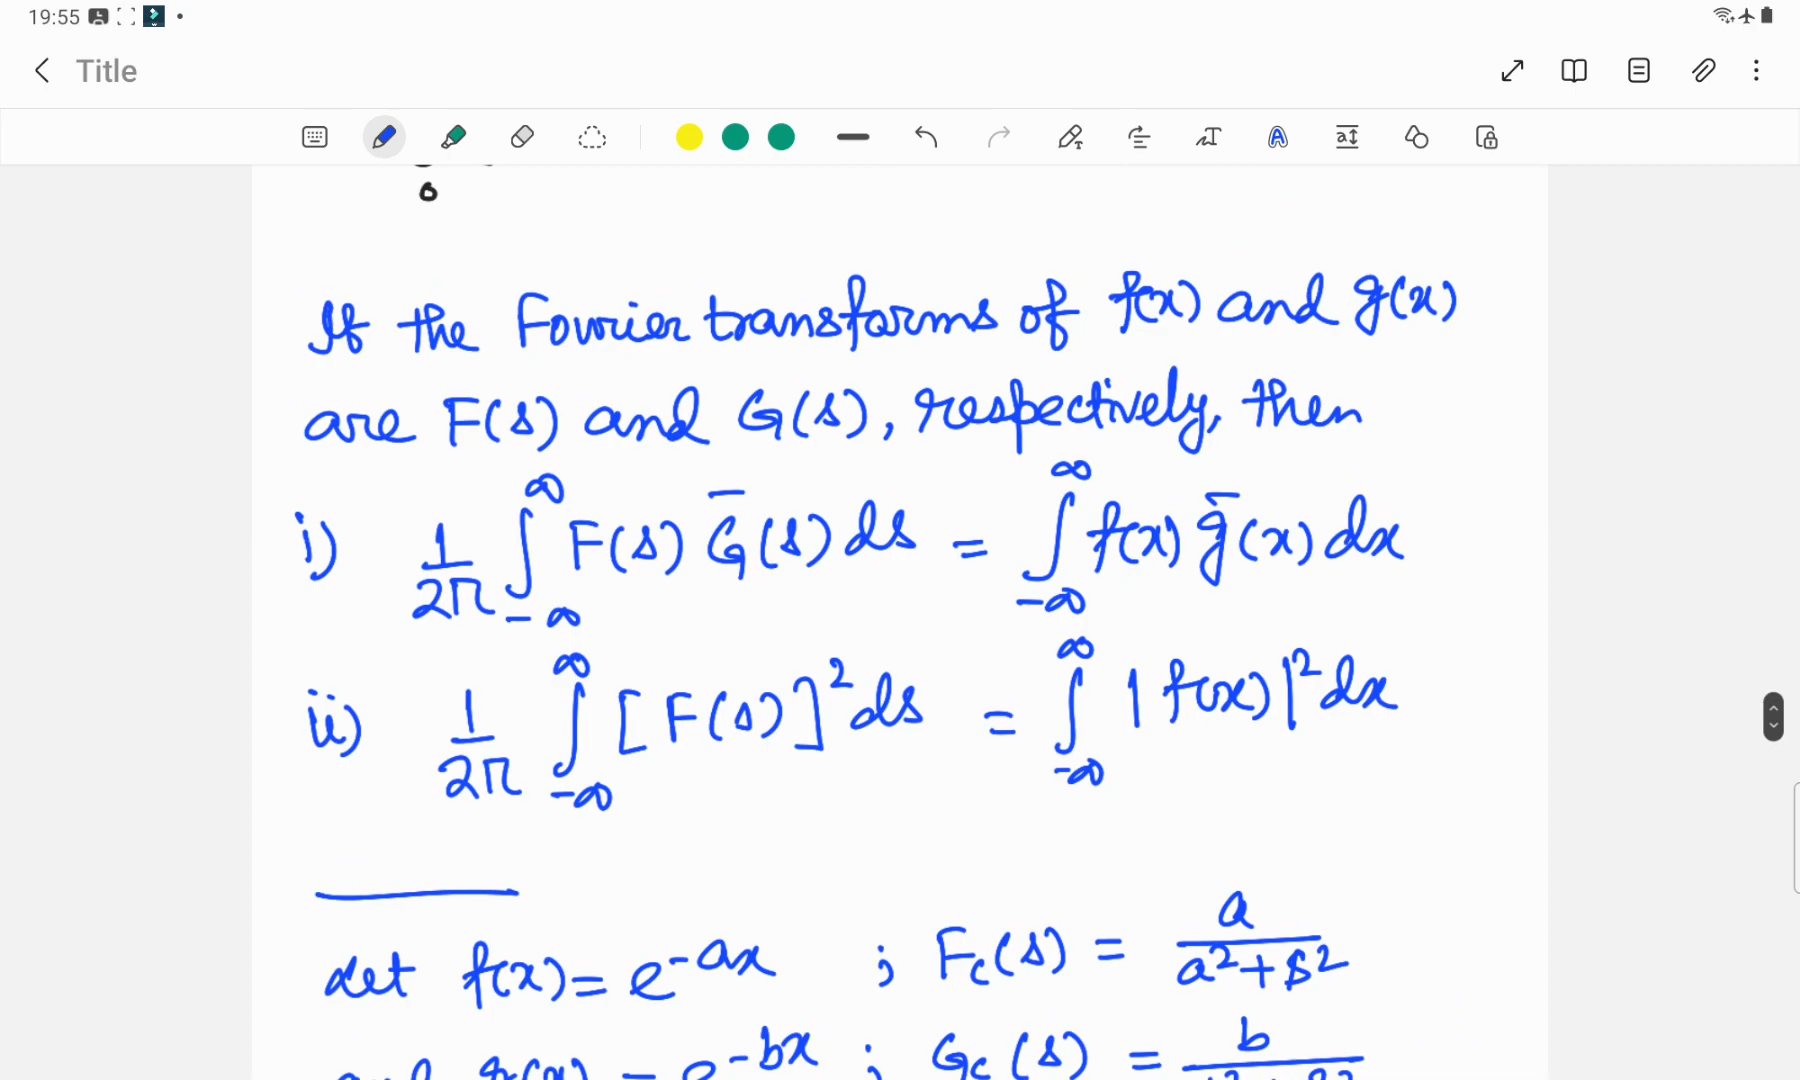 19:55
Title
If the Fourier transforms of f(x) and g(x)
are F(s) and G(s), respectively, then
i) 1/2π ∫_{-∞}^{∞} F(s) G̅(s) ds = ∫_{-∞}^{∞} f(x) g̅(x) dx
ii) 1/2π ∫_{-∞}^{∞} [F(s)]² ds = ∫_{-∞}^{∞} |f(x)|² dx
Let f(x) = e^{-ax} ; F_c(s) = a/(a²+s²)
and g(x) = e^{-bx} ; G_c(s) = b